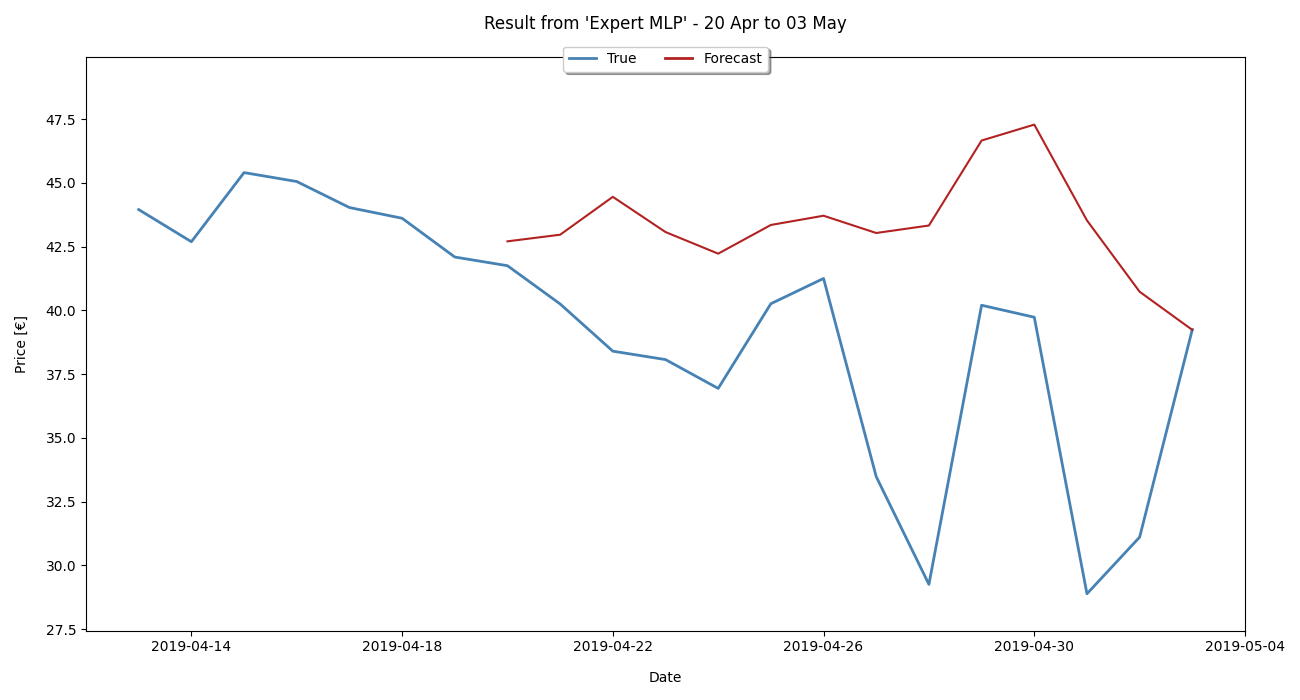 Result from 'Expert MLP' - 20 Apr to 03 May
True Forecast
47.5
45.0
42.5
40.0
37.5
35.0
32.5
30.0
27.5
Price [€]
2019-04-14 2019-04-18 2019-04-22 2019-04-26 2019-04-30 2019-05-04
Date